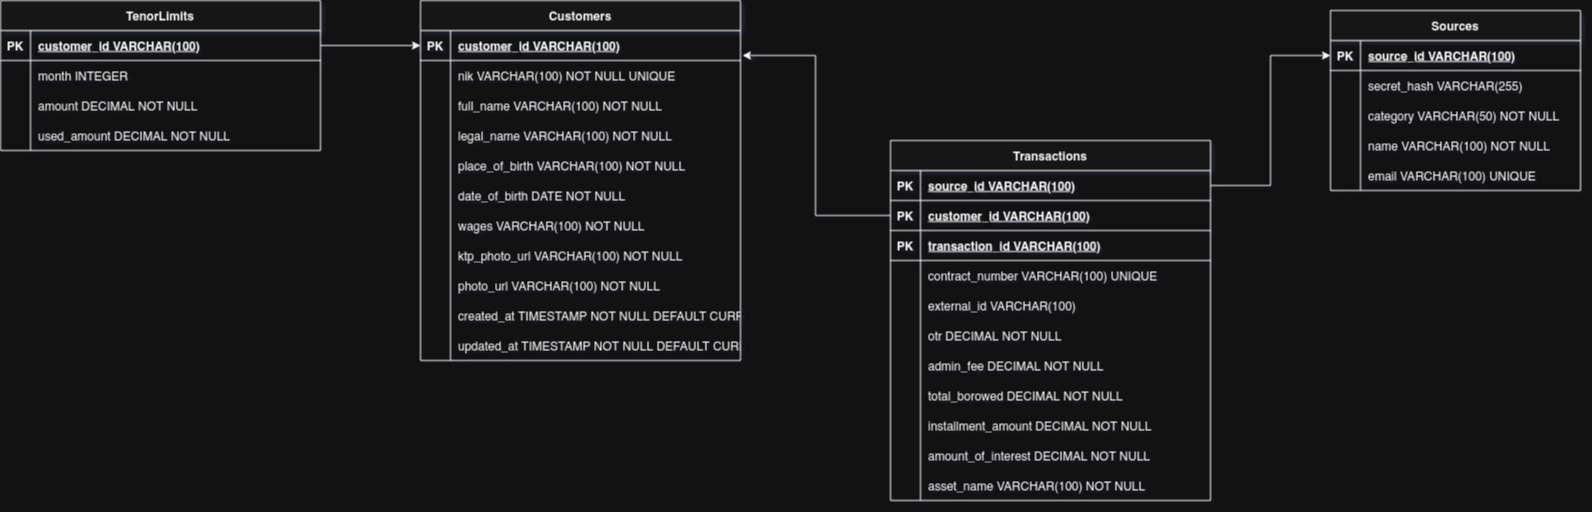 TenorLimits
PK customer_id VARCHAR(100)
month INTEGER
amount DECIMAL NOT NULL
used_amount DECIMAL NOT NULL
Customers
PK customer_id VARCHAR(100)
nik VARCHAR(100) NOT NULL UNIQUE
full_name VARCHAR(100) NOT NULL
legal_name VARCHAR(100) NOT NULL
place_of_birth VARCHAR(100) NOT NULL
date_of_birth DATE NOT NULL
wages VARCHAR(100) NOT NULL
ktp_photo_url VARCHAR(100) NOT NULL
photo_url VARCHAR(100) NOT NULL
created_at TIMESTAMP NOT NULL DEFAULT CURR
updated_at TIMESTAMP NOT NULL DEFAULT CUR
Transactions
PK source_id VARCHAR(100)
PK customer_id VARCHAR(100)
PK transaction_id VARCHAR(100)
contract_number VARCHAR(100) UNIQUE
external_id VARCHAR(100)
otr DECIMAL NOT NULL
admin_fee DECIMAL NOT NULL
total_borowed DECIMAL NOT NULL
installment_amount DECIMAL NOT NULL
amount_of_interest DECIMAL NOT NULL
asset_name VARCHAR(100) NOT NULL
Sources
PK source_id VARCHAR(100)
secret_hash VARCHAR(255)
category VARCHAR(50) NOT NULL
name VARCHAR(100) NOT NULL
email VARCHAR(100) UNIQUE